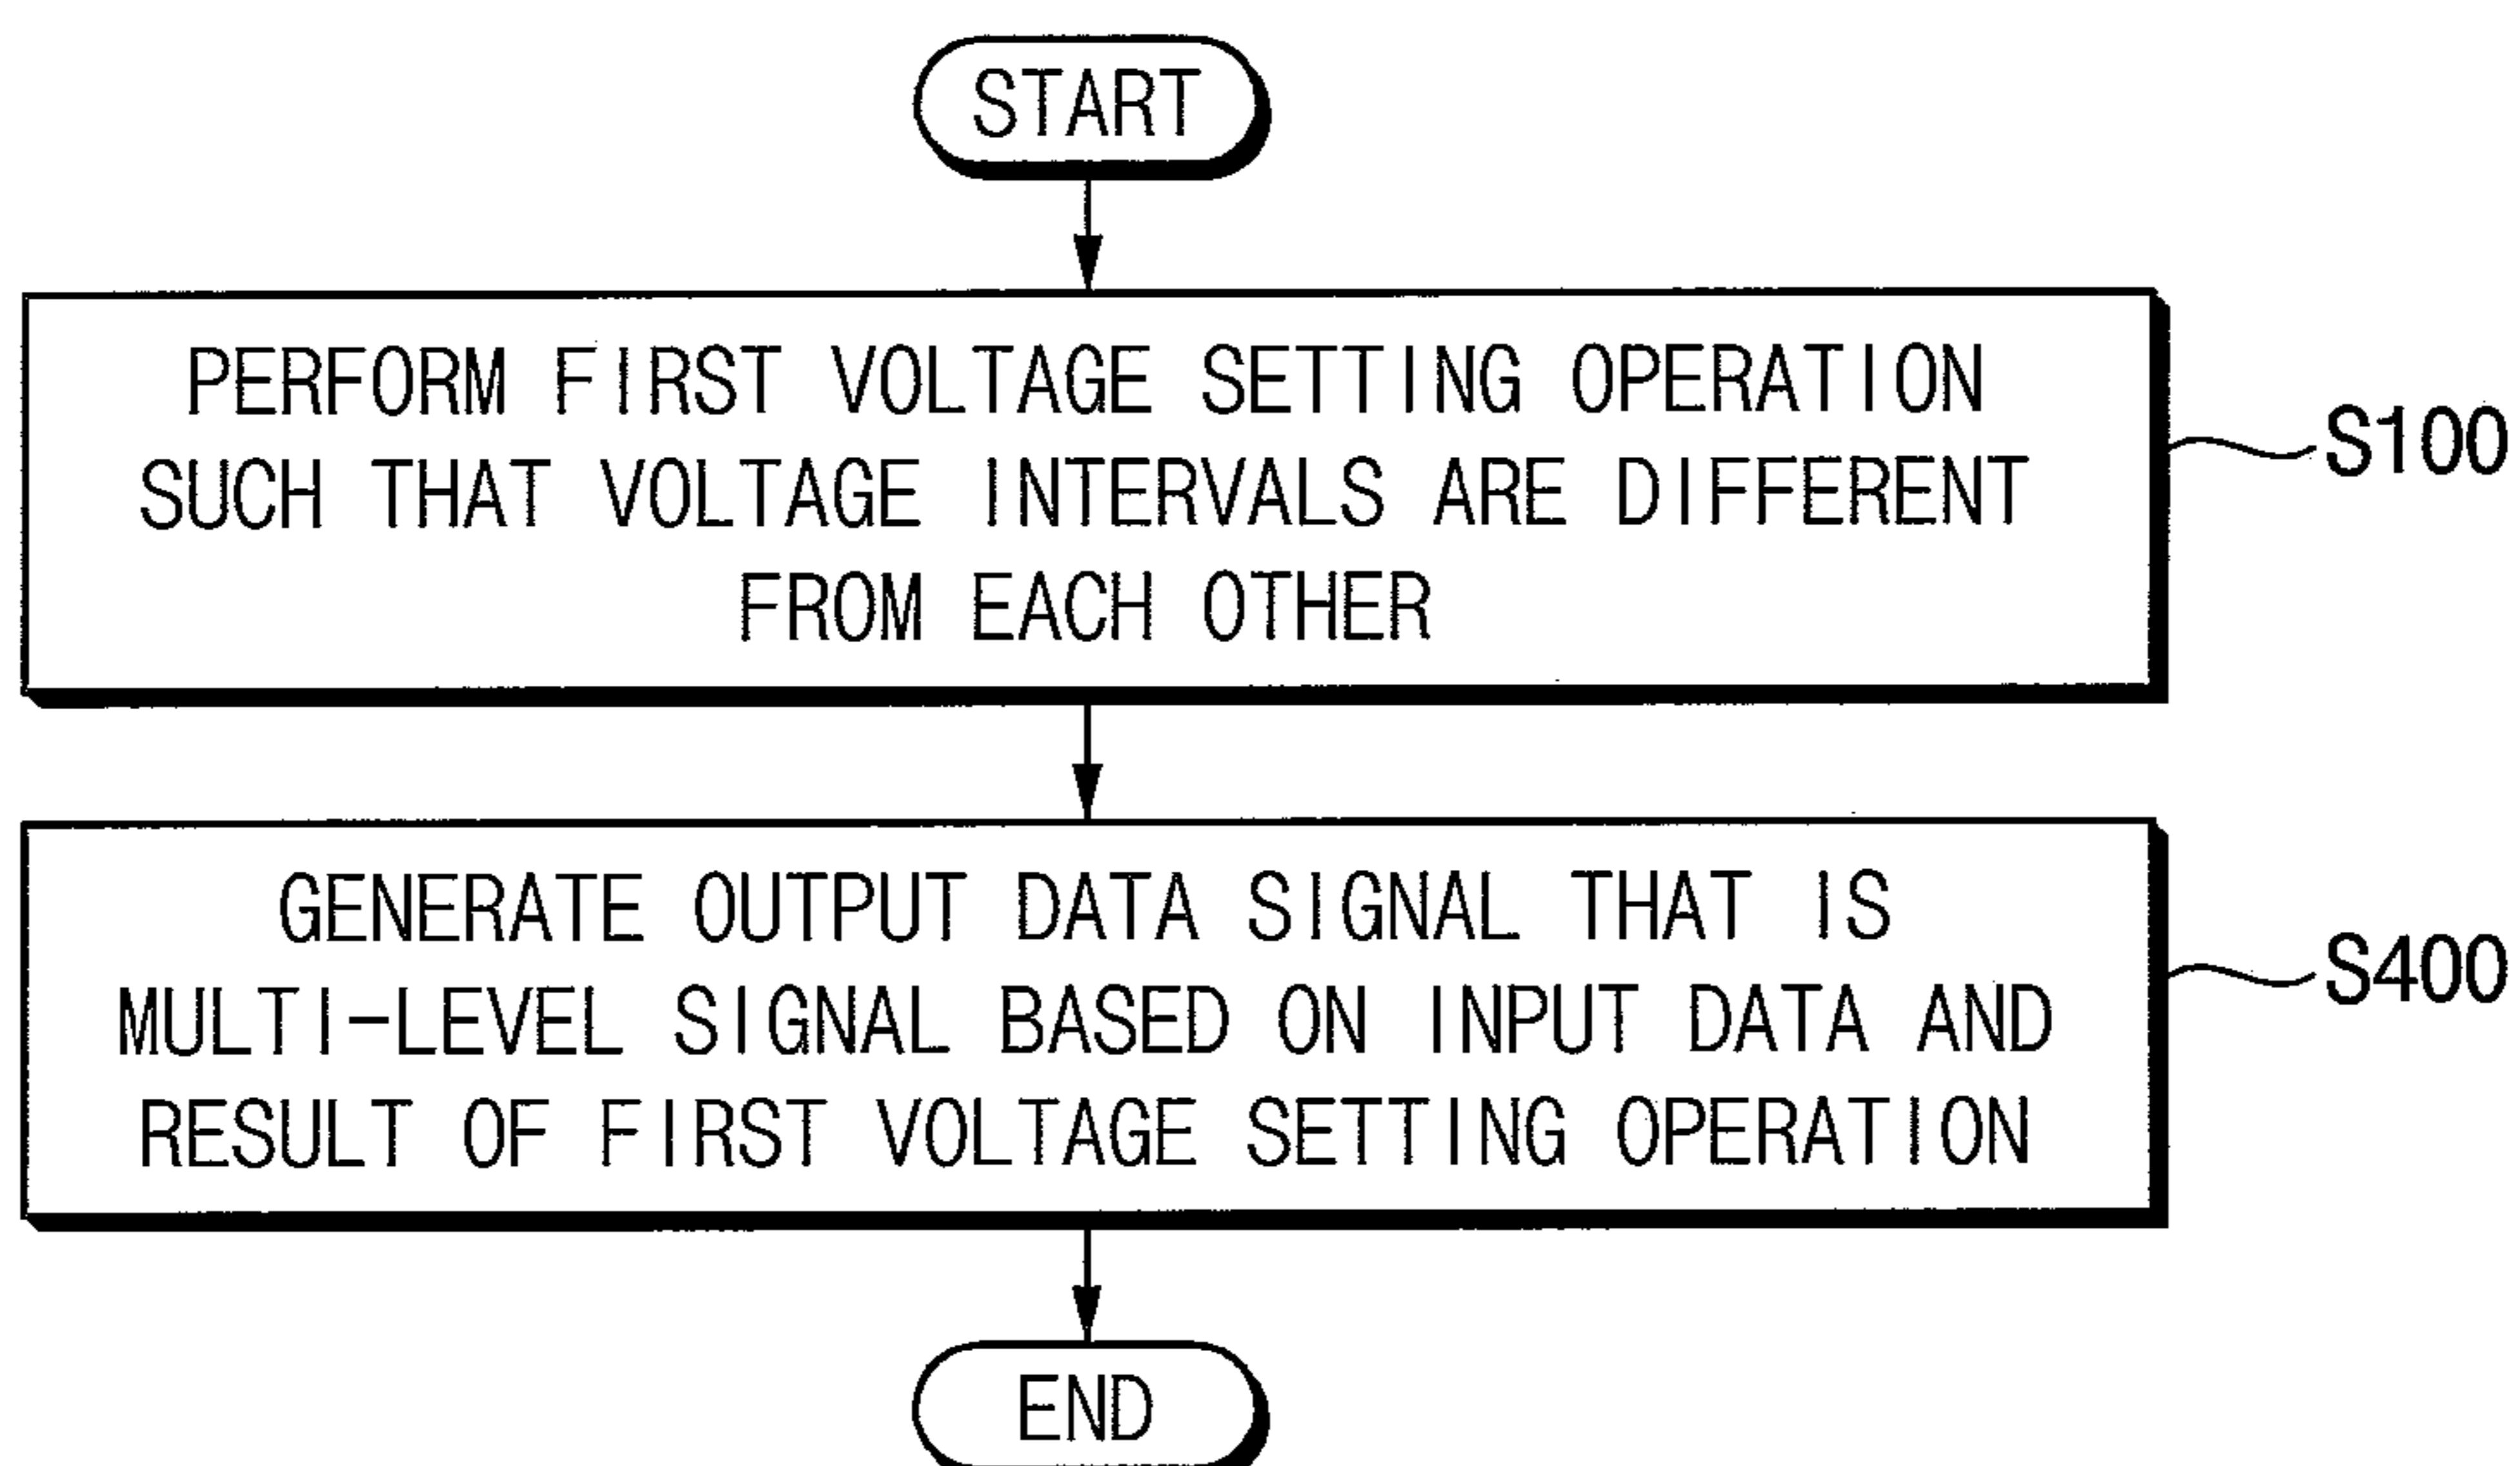 START
PERFORM FIRST VOLTAGE SETTING OPERATION
SUCH THAT VOLTAGE INTERVALS ARE DIFFERENT
FROM EACH OTHER
S100
GENERATE OUTPUT DATA SIGNAL THAT IS
MULTI-LEVEL SIGNAL BASED ON INPUT DATA AND
RESULT OF FIRST VOLTAGE SETTING OPERATION
S400
END